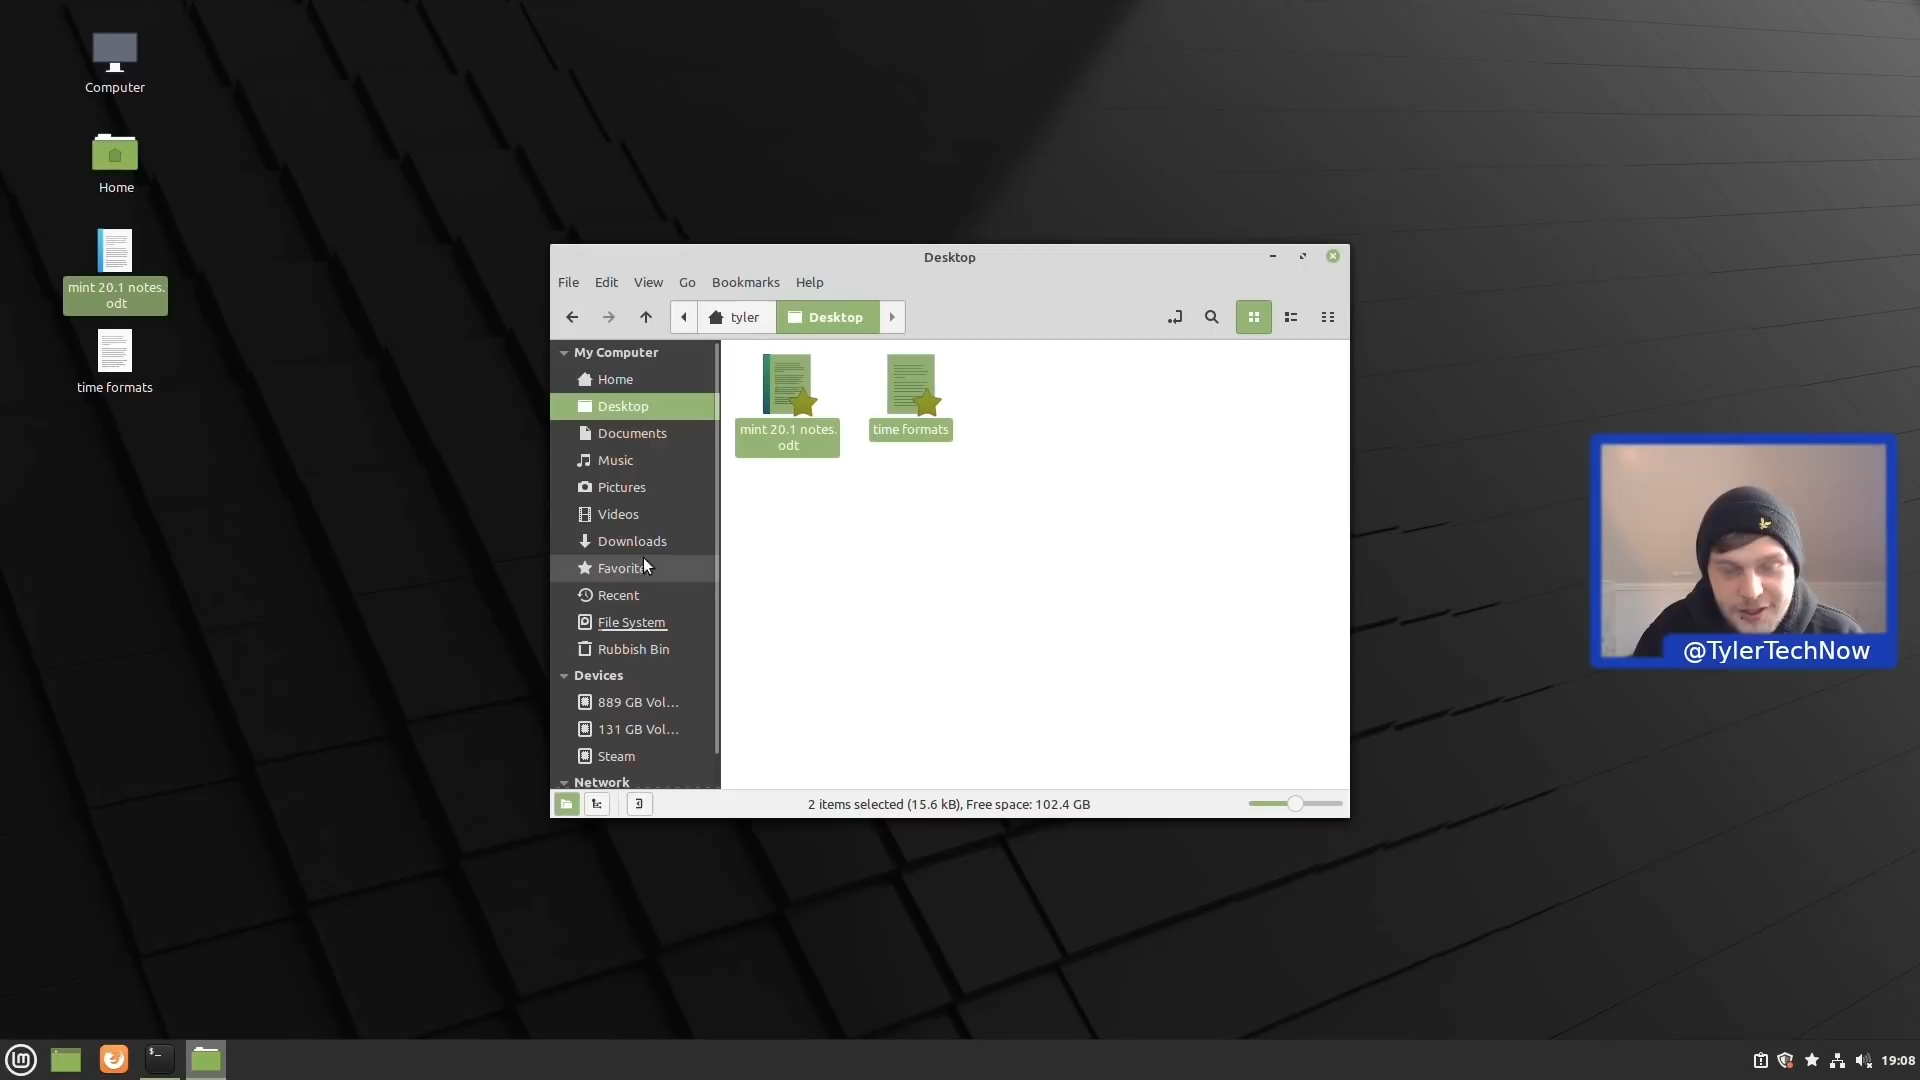 Computer
Home
mint 20.1 notes.
odt
time formats
Desktop
File Edit View Go Bookmarks Help
tyler Desktop
My Computer
Home
Desktop
Documents
Music
Pictures
Videos
Downloads
Favorite
Recent
File System
Rubbish Bin
Devices
889 GB Vol...
131 GB Vol...
Steam
Network
mint 20.1 notes.
odt
time formats
2 items selected (15.6 kB), Free space: 102.4 GB
@TylerTechNow
19:08